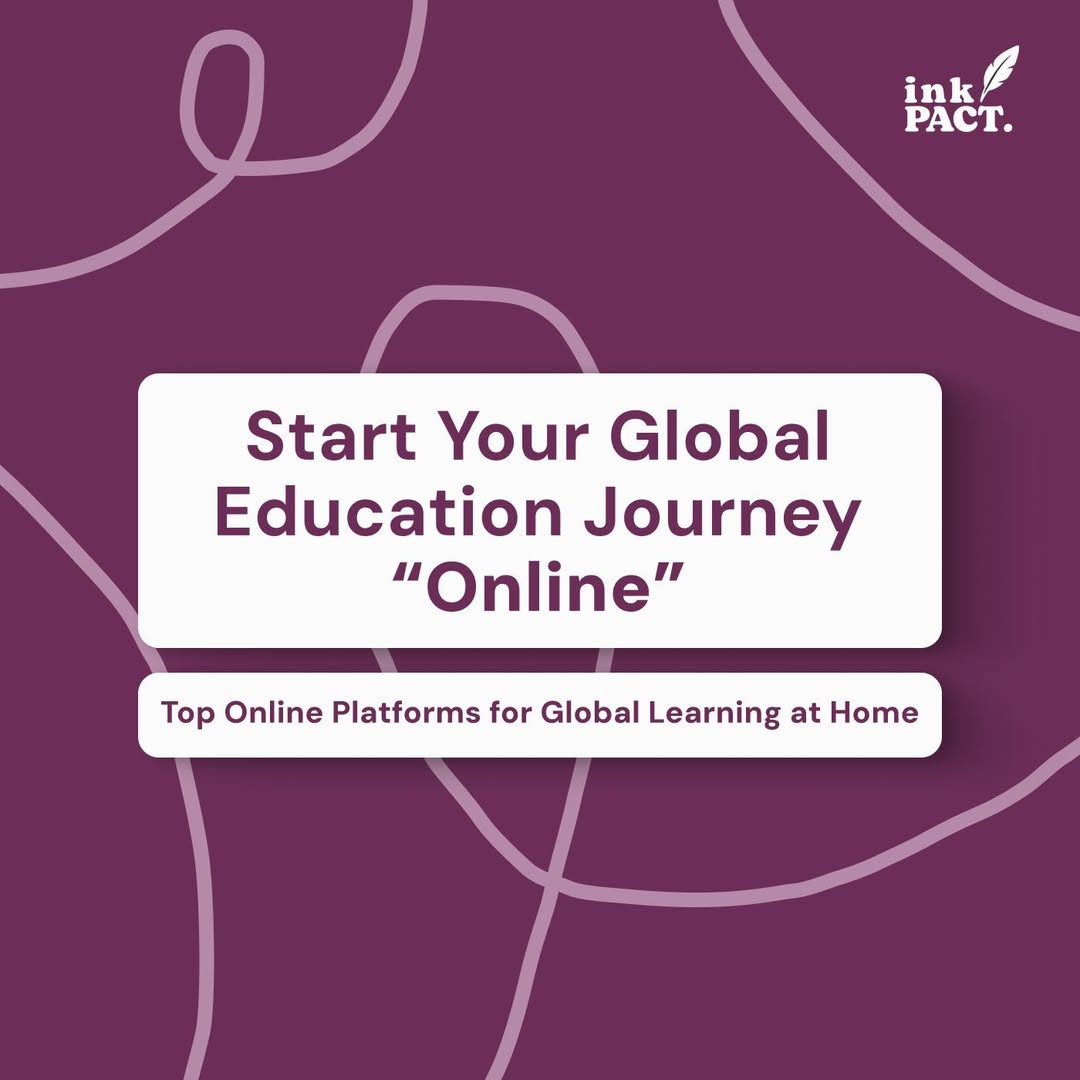 ink
PACT.
Start Your Global
Education Journey
“Online”
Top Online Platforms for Global Learning at Home